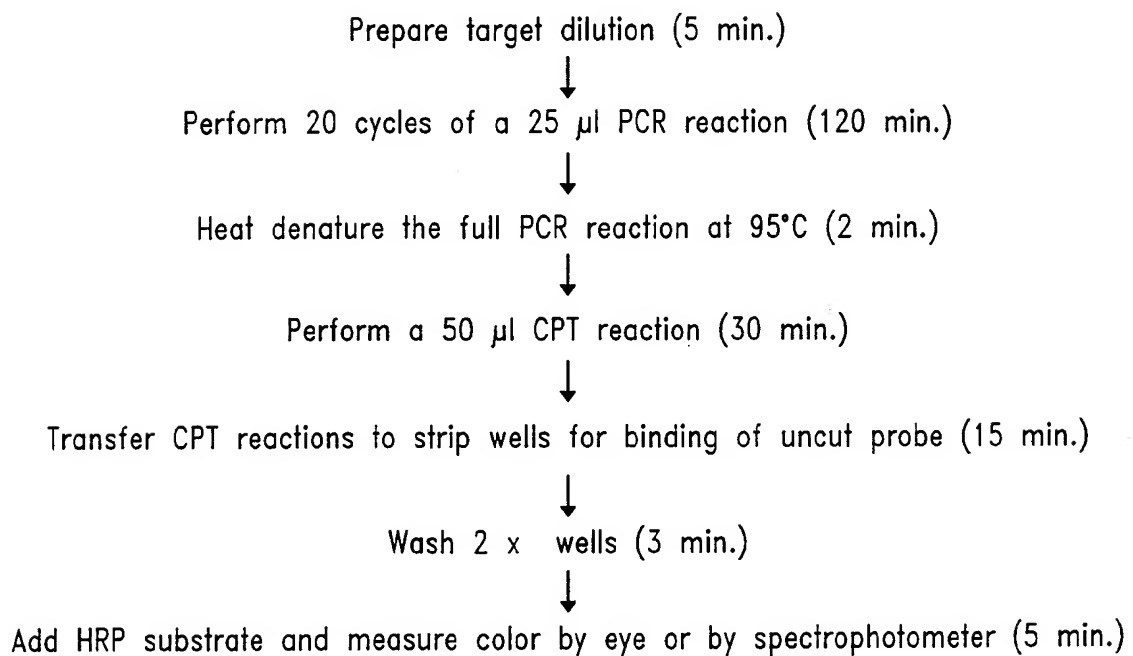 Prepare target dilution (5 min.)
Perform 20 cycles of a 25 µl PCR reaction (120 min.)
Heat denature the full PCR reaction at 95°C (2 min.)
Perform a 50 µl CPT reaction (30 min.)
Transfer CPT reactions to strip wells for binding of uncut probe (15 min.)
Wash 2 x wells (3 min.)
Add HRP substrate and measure color by eye or by spectrophotometer (5 min.)